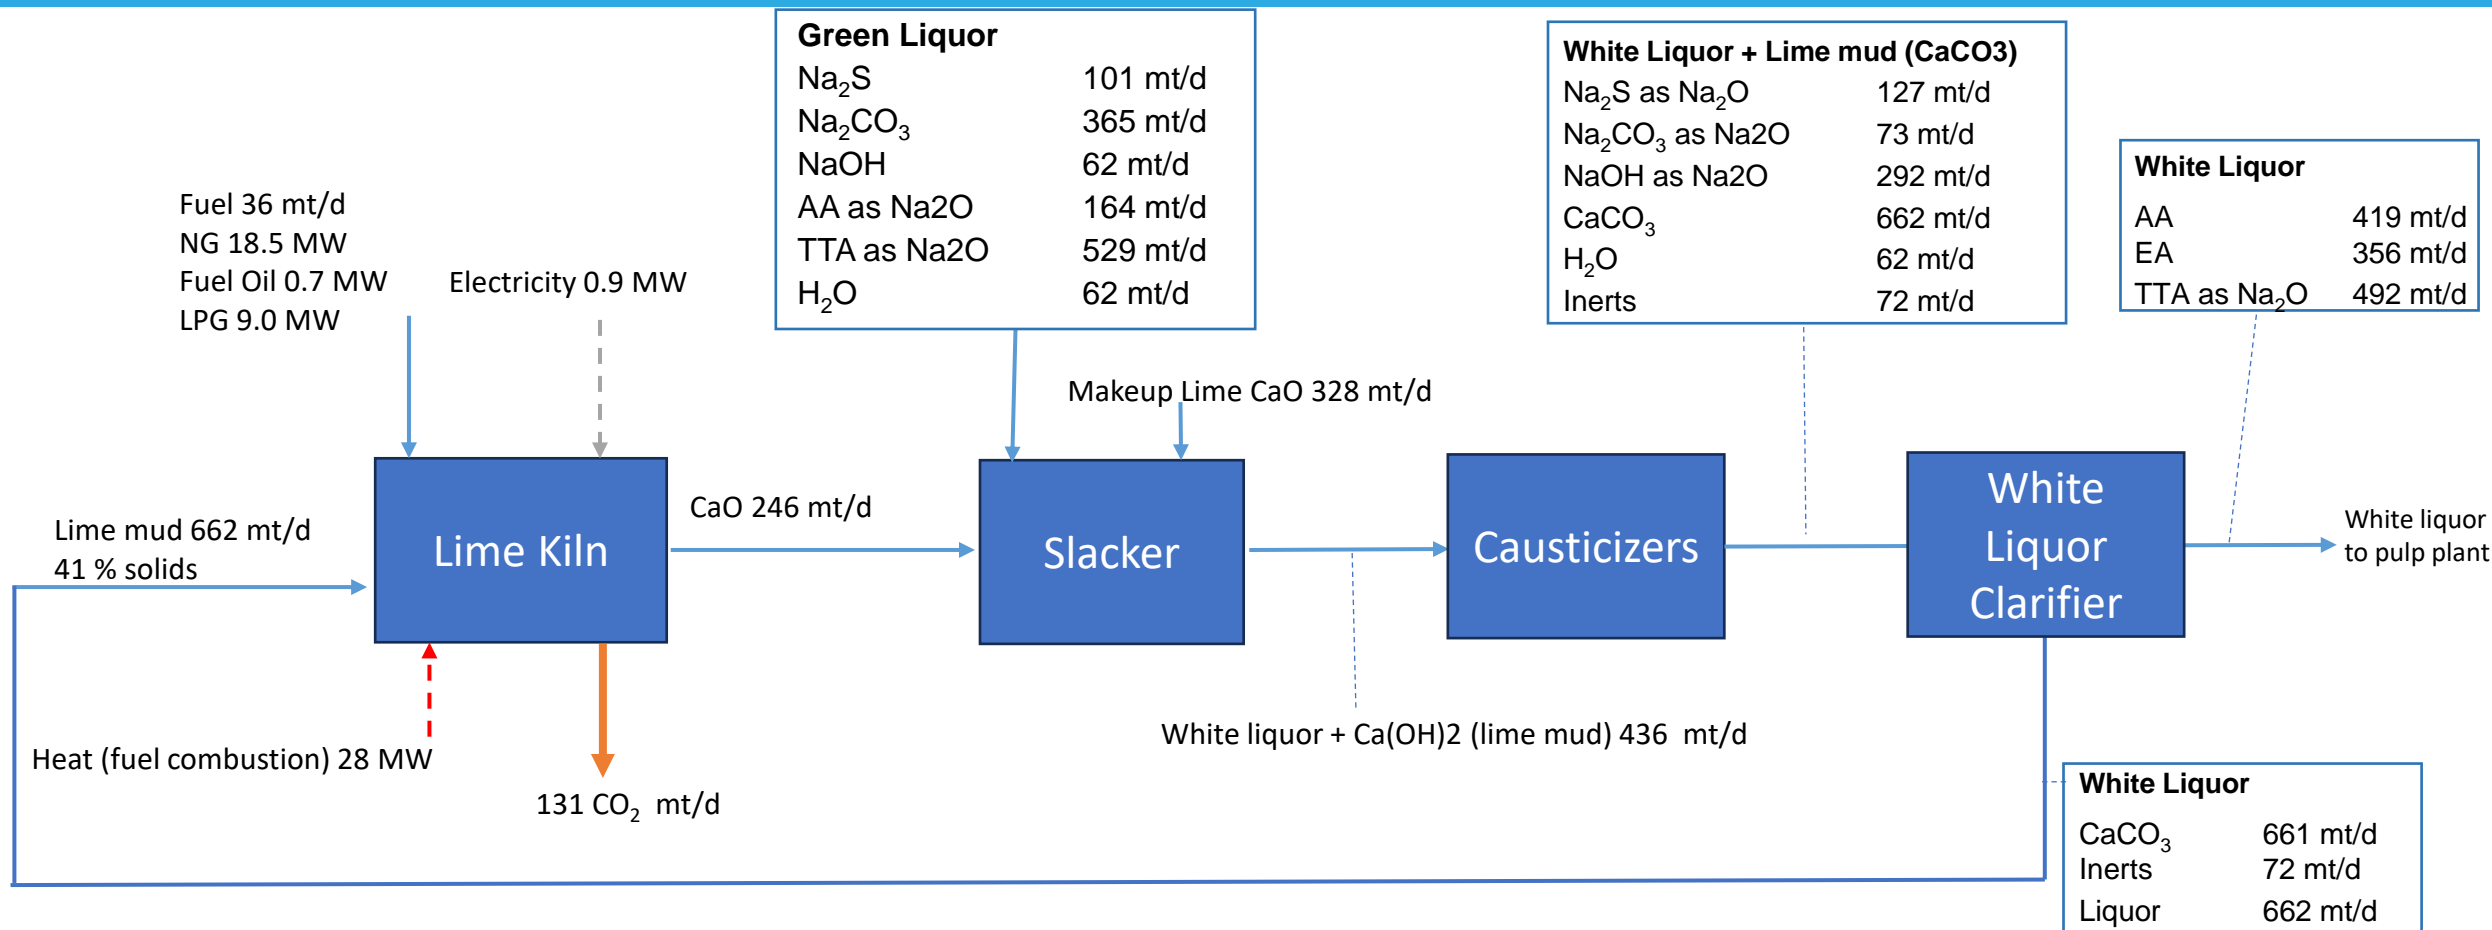 Green Liquor
Na₂S 101 mt/d
Na₂CO₃ 365 mt/d
NaOH 62 mt/d
AA as Na2O 164 mt/d
TTA as Na2O 529 mt/d
H₂O 62 mt/d
White Liquor + Lime mud (CaCO3)
Na₂S as Na₂O 127 mt/d
Na₂CO₃ as Na2O 73 mt/d
NaOH as Na2O 292 mt/d
CaCO₃ 662 mt/d
H₂O 62 mt/d
Inerts 72 mt/d
White Liquor
AA 419 mt/d
EA 356 mt/d
TTA as Na₂O 492 mt/d
Fuel 36 mt/d
NG 18.5 MW
Fuel Oil 0.7 MW
LPG 9.0 MW
Electricity 0.9 MW
Makeup Lime CaO 328 mt/d
Lime mud 662 mt/d
41 % solids
Lime Kiln
CaO 246 mt/d
Slacker
Causticizers
White
Liquor
Clarifier
White liquor
to pulp plant
Heat (fuel combustion) 28 MW
131 CO₂ mt/d
White liquor + Ca(OH)2 (lime mud) 436 mt/d
White Liquor
CaCO₃ 661 mt/d
Inerts 72 mt/d
Liquor 662 mt/d